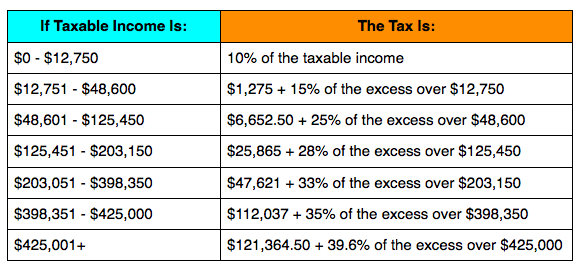 If Taxable Income Is: The Tax Is:
$0 - $12,750 10% of the taxable income
$12,751 - $48,600 $1,275 + 15% of the excess over $12,750
$48,601 - $125,450 $6,652.50 + 25% of the excess over $48,600
$125,451 - $203,150 $25,865 + 28% of the excess over $125,450
$203,051 - $398,350 $47,621 + 33% of the excess over $203,150
$398,351 - $425,000 $112,037 + 35% of the excess over $398,350
$425,001+ $121,364.50 + 39.6% of the excess over $425,000